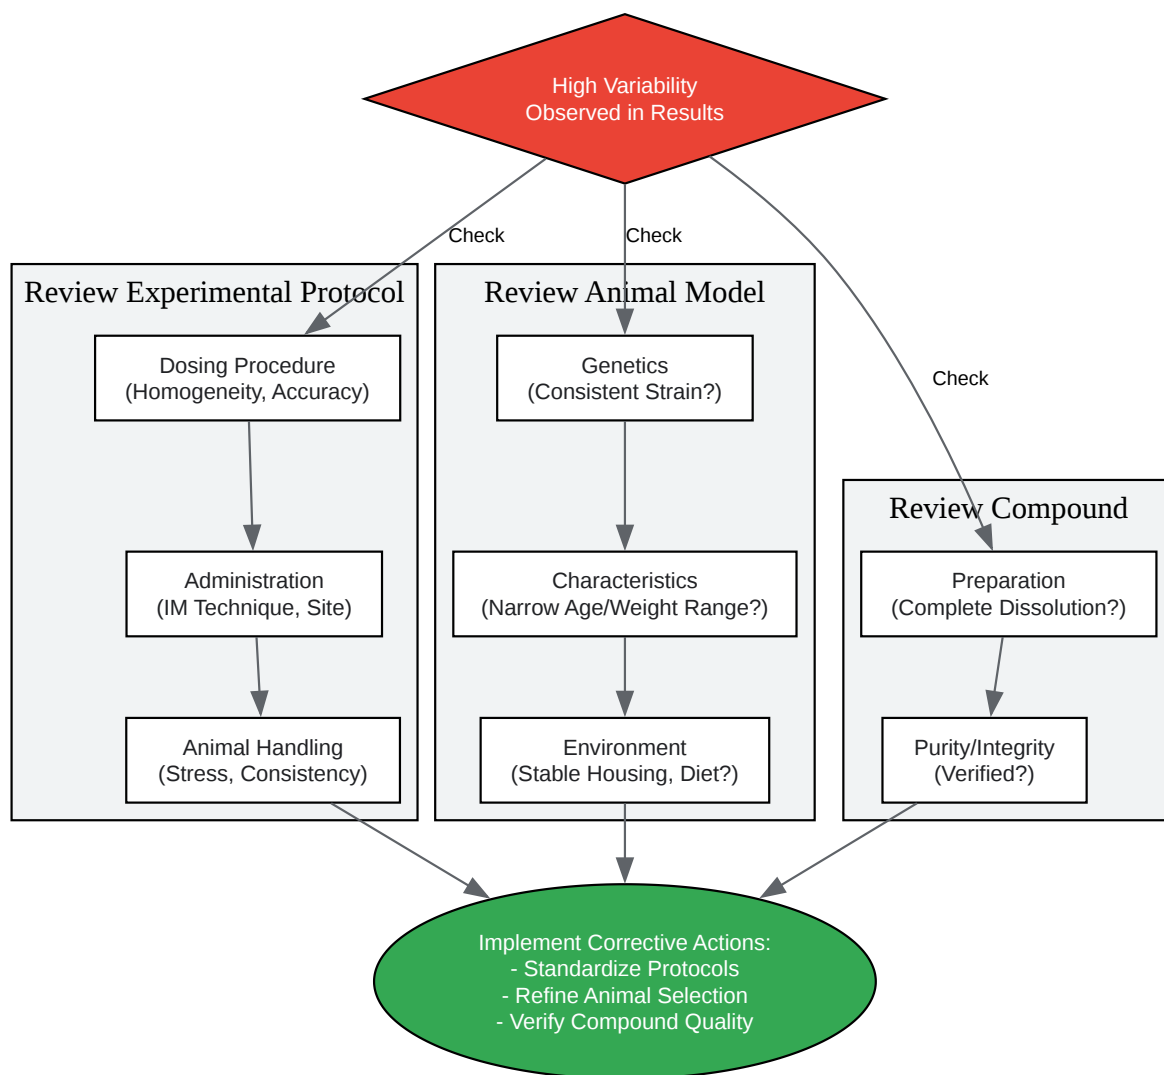 High Variability
Observed in Results
Check
Check
Check
Review Experimental Protocol
Dosing Procedure
(Homogeneity, Accuracy)
Administration
(IM Technique, Site)
Animal Handling
(Stress, Consistency)
Review Animal Model
Genetics
(Consistent Strain?)
Characteristics
(Narrow Age/Weight Range?)
Environment
(Stable Housing, Diet?)
Review Compound
Preparation
(Complete Dissolution?)
Purity/Integrity
(Verified?)
Implement Corrective Actions:
- Standardize Protocols
- Refine Animal Selection
- Verify Compound Quality